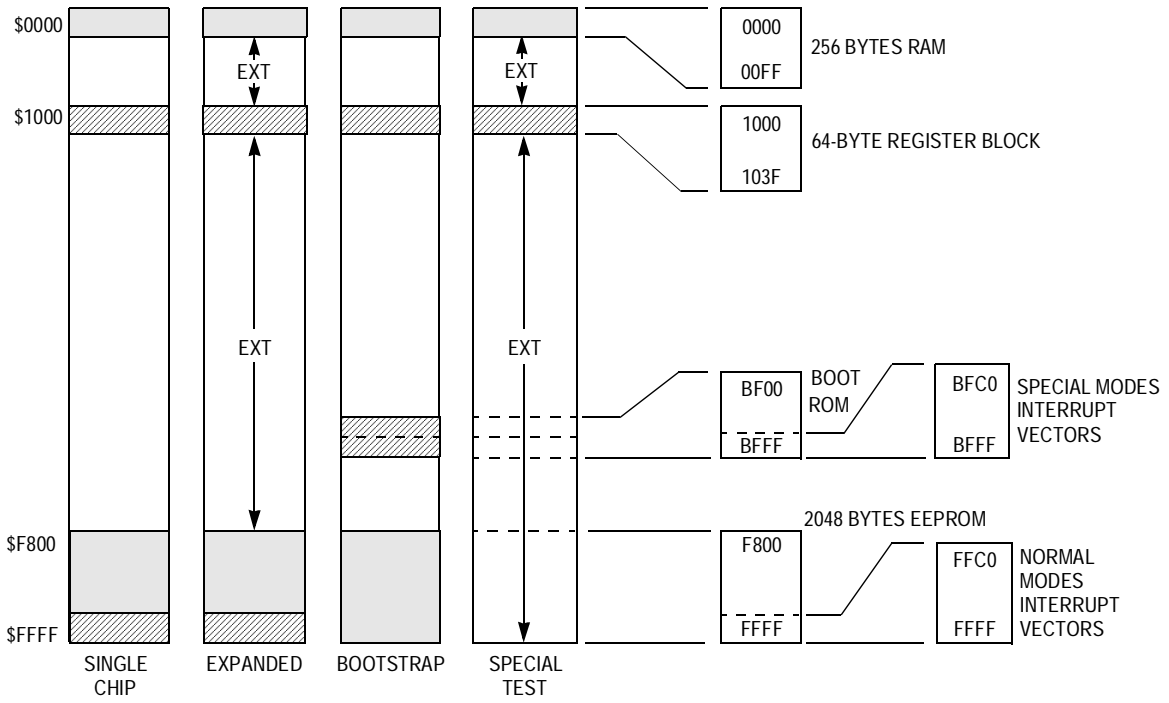 $0000
0000
256 BYTES RAM
EXT
EXT
00FF
$1000
1000
64-BYTE REGISTER BLOCK
103F
EXT
EXT
BF00
BOOT
ROM
BFFF
BFC0
BFFF
SPECIAL MODES
INTERRUPT
VECTORS
2048 BYTES EEPROM
$F800
F800
FFFF
FFC0
FFFF
NORMAL
MODES
INTERRUPT
VECTORS
$FFFF
SINGLE
CHIP
EXPANDED
BOOTSTRAP
SPECIAL
TEST